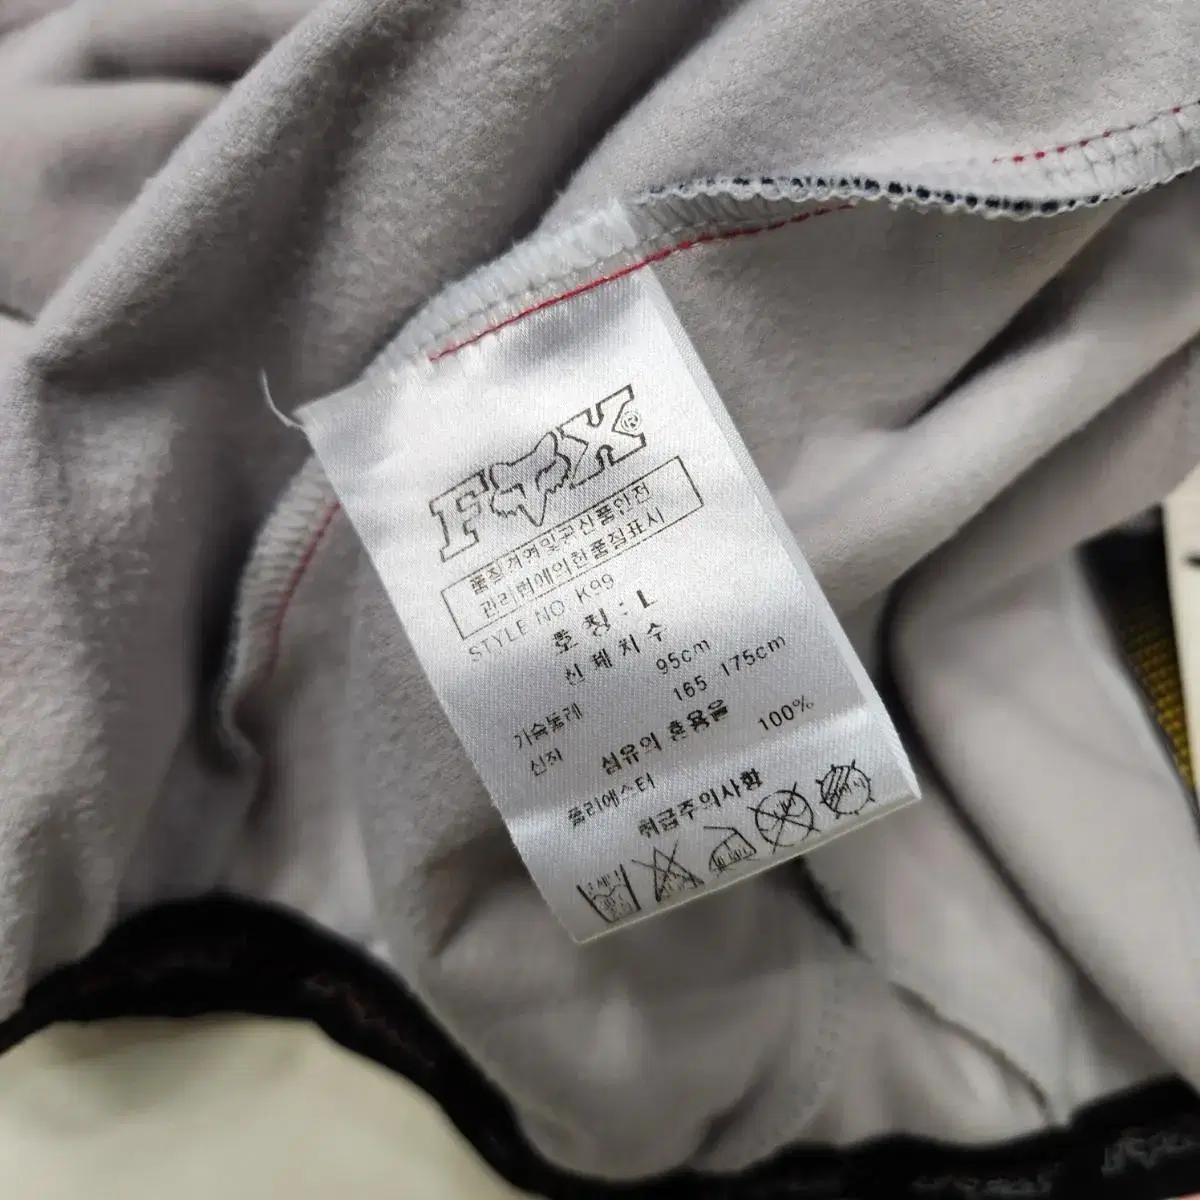 FOX®
품질경영및공산품안전
관리법에의한품질표시
STYLE NO K99
호칭 : L
신체치수
가슴둘레 95cm
신장 165 175cm
섬유의 혼용율
폴리에스터 100%
취급주의사항